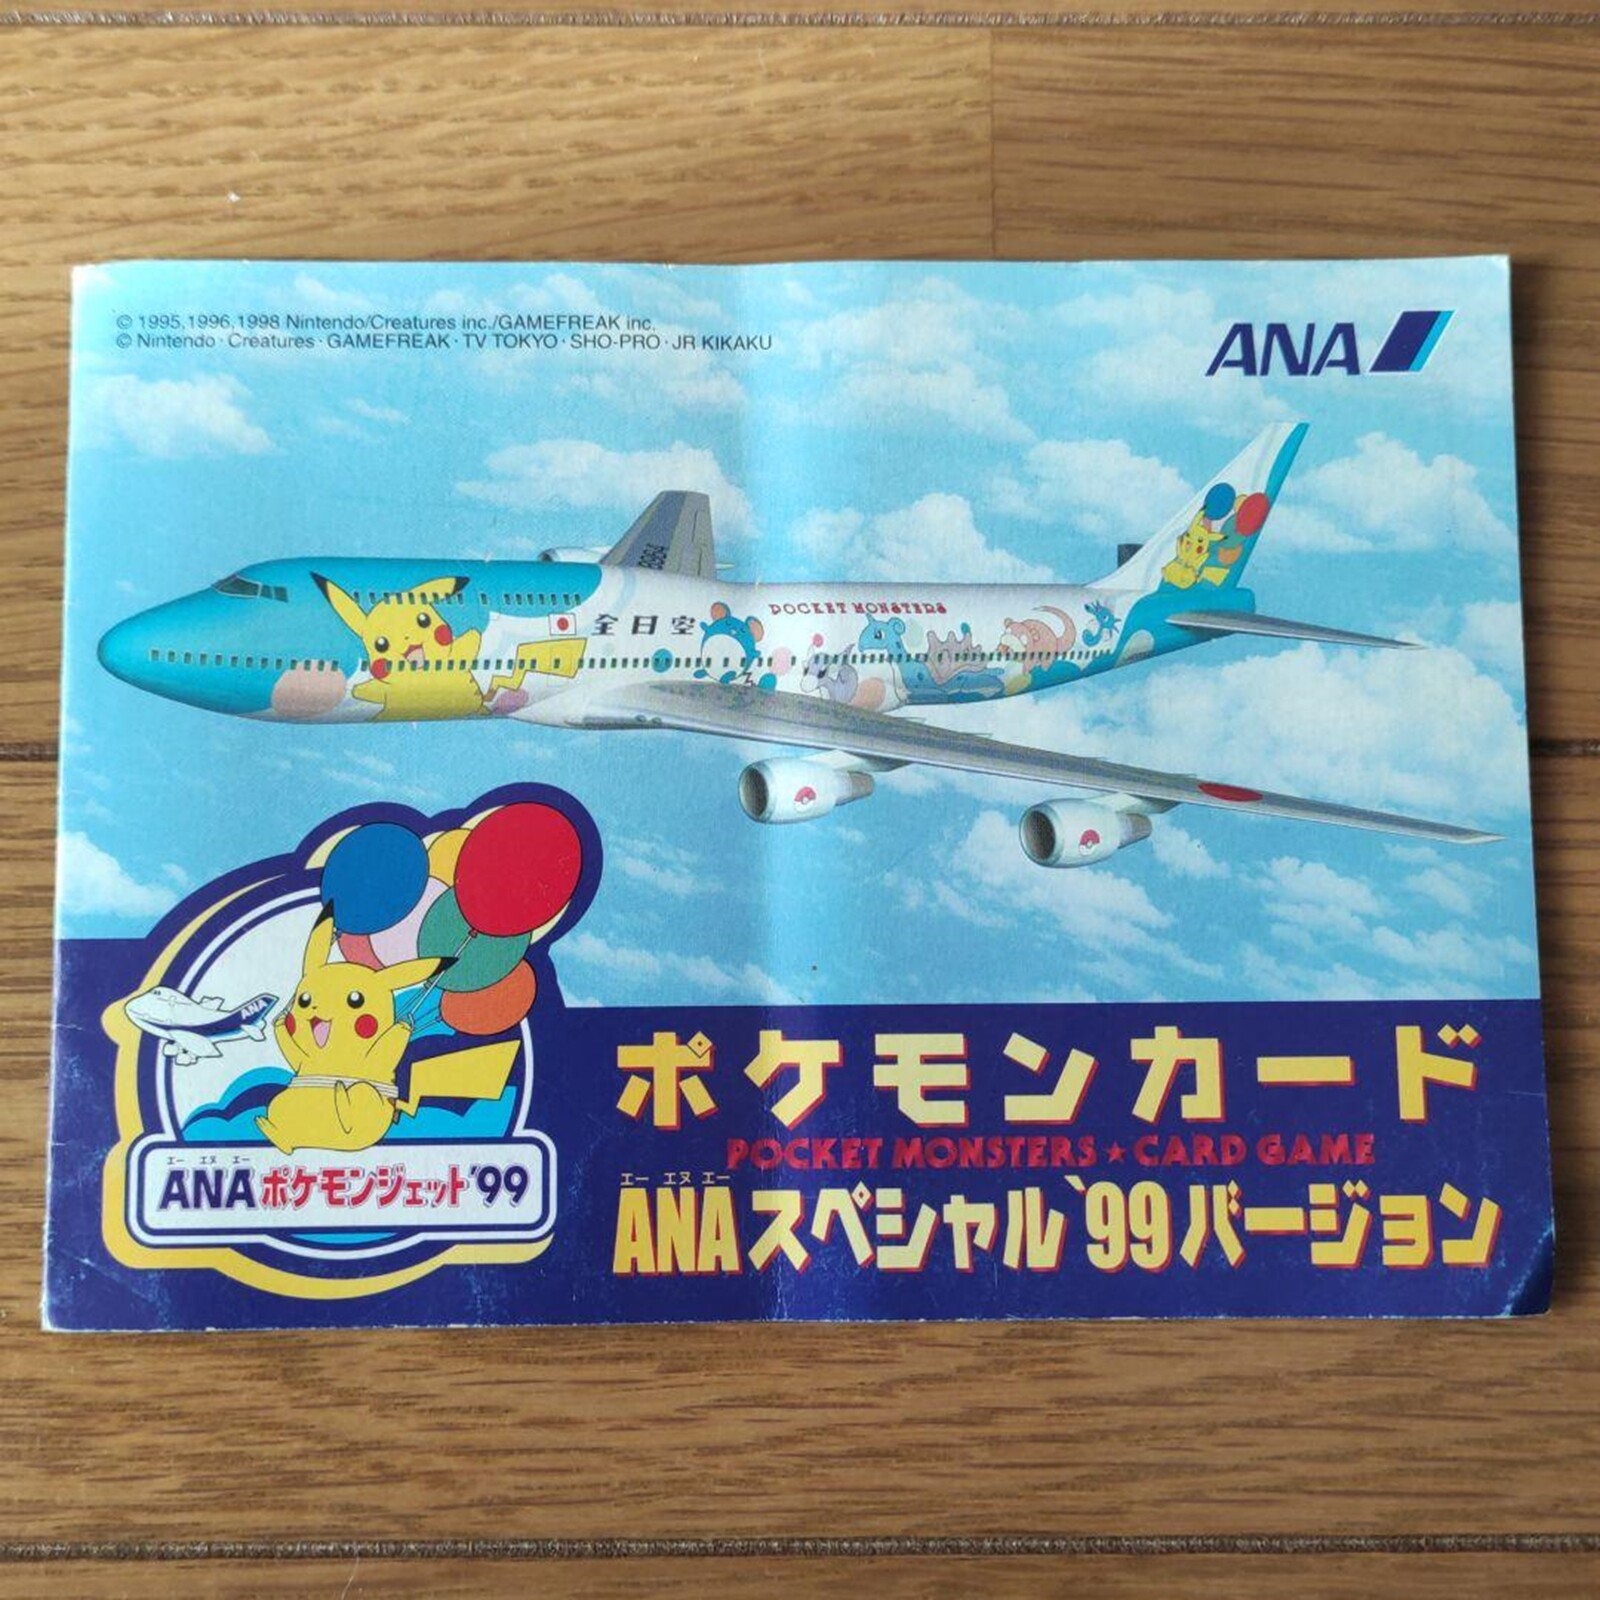 © 1995,1996,1998 Nintendo/Creatures inc./GAMEFREAK inc.
© Nintendo・Creatures・GAMEFREAK・TV TOKYO・SHO-PRO・JR KIKAKU
ANA
8964
全日空
POCKET MONSTERS
ANA
エー エヌ エー
ANAポケモンジェット'99
ポケモンカード
POCKET MONSTERS★CARD GAME
エー エヌ エー
ANAスペシャル'99バージョン